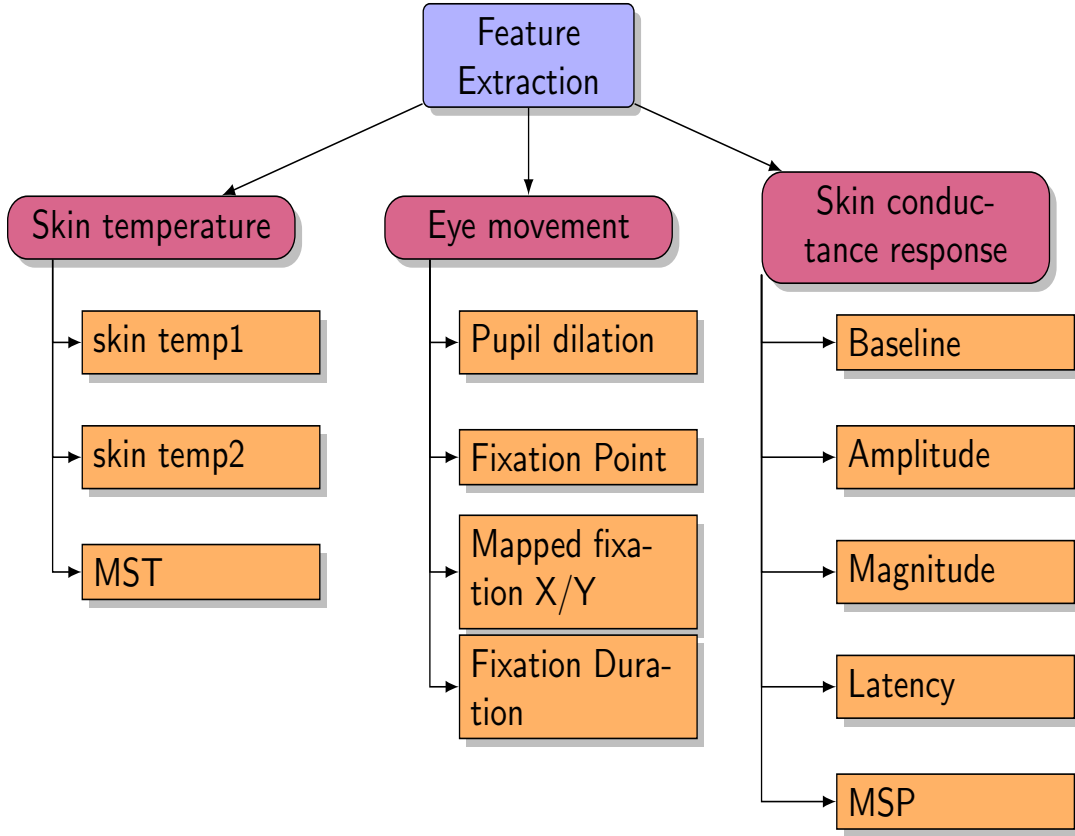 Feature
Extraction
Skin temperature
skin temp1
skin temp2
MST
Eye movement
Pupil dilation
Fixation Point
Mapped fixa-
tion X/Y
Fixation Dura-
tion
Skin conduc-
tance response
Baseline
Amplitude
Magnitude
Latency
MSP